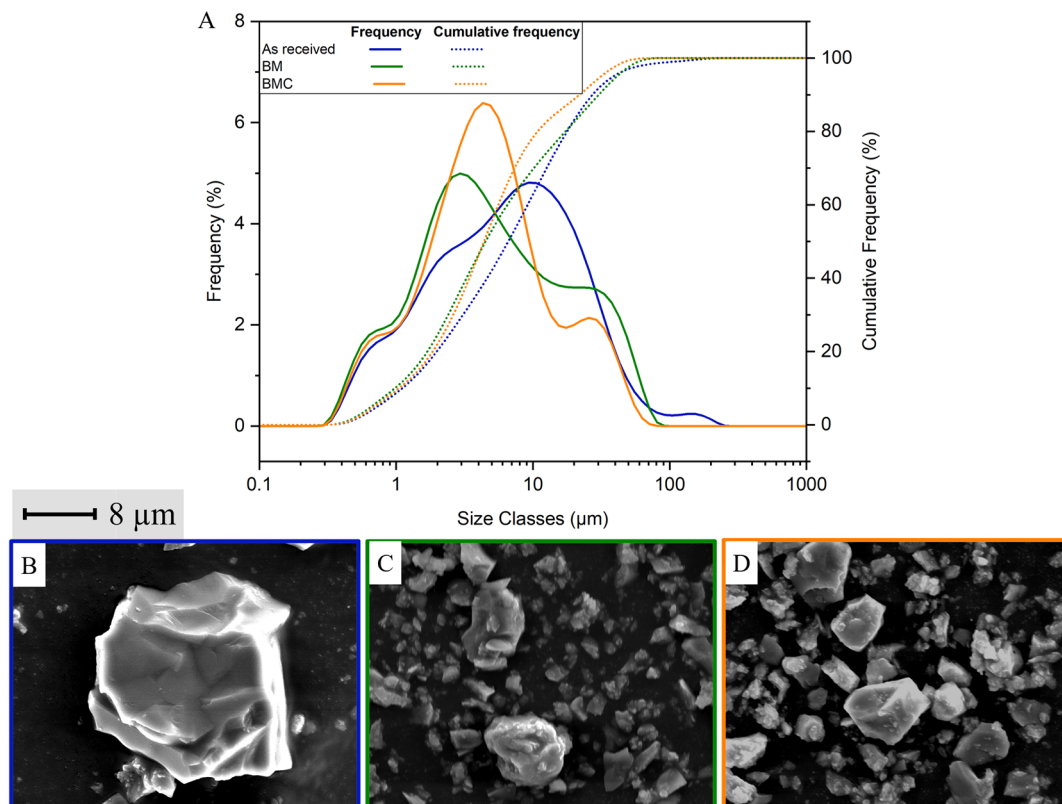 A
Frequency Cumulative frequency
As received
BM
BMC
8
6
4
2
0
Frequency (%)
100
80
60
40
20
0
Cumulative Frequency (%)
0.1 1 10 100 1000
Size Classes (μm)
8 μm
B C D